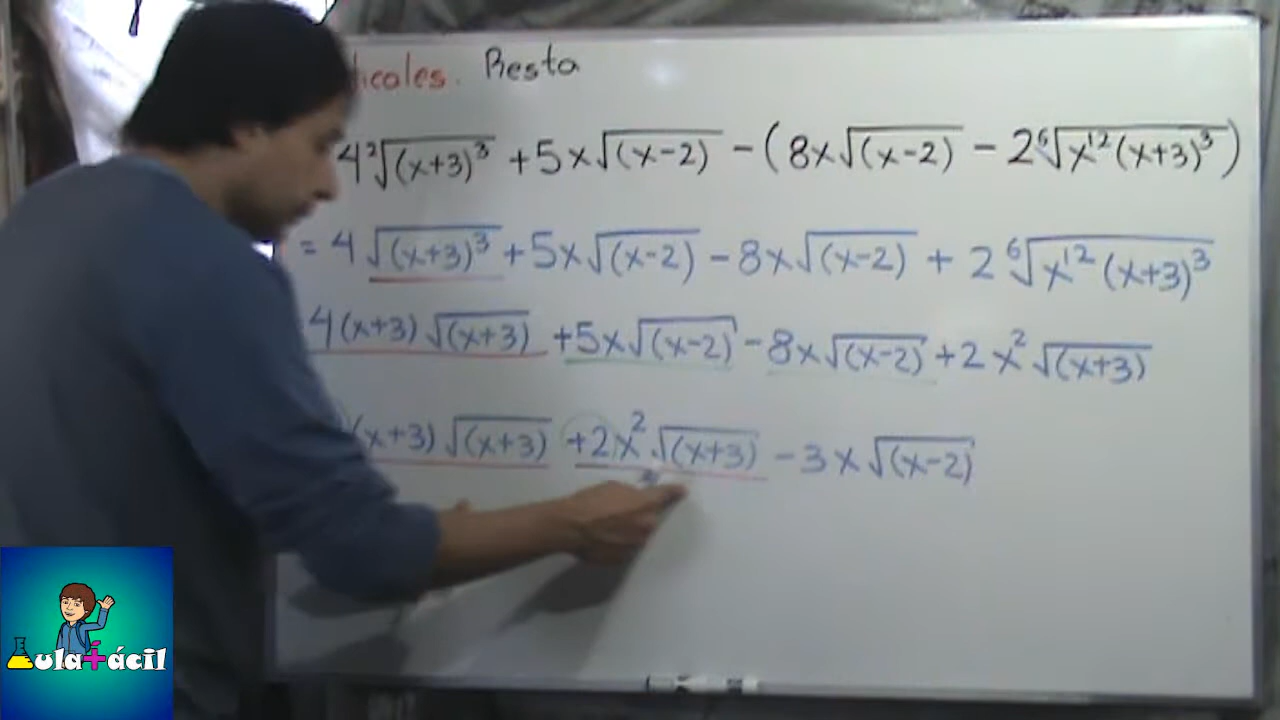 icales. Resta
4 ²√(x+3)³ + 5x√(x-2) - (8x√(x-2) - 2 ⁶√x¹²(x+3)³)
= 4 √(x+3)³ + 5x√(x-2) - 8x√(x-2) + 2 ⁶√x¹²(x+3)³
4(x+3) √(x+3) + 5x√(x-2) - 8x√(x-2) + 2x² √(x+3)
(x+3) √(x+3) + 2x² √(x+3) - 3x √(x-2)
Aula+ácil